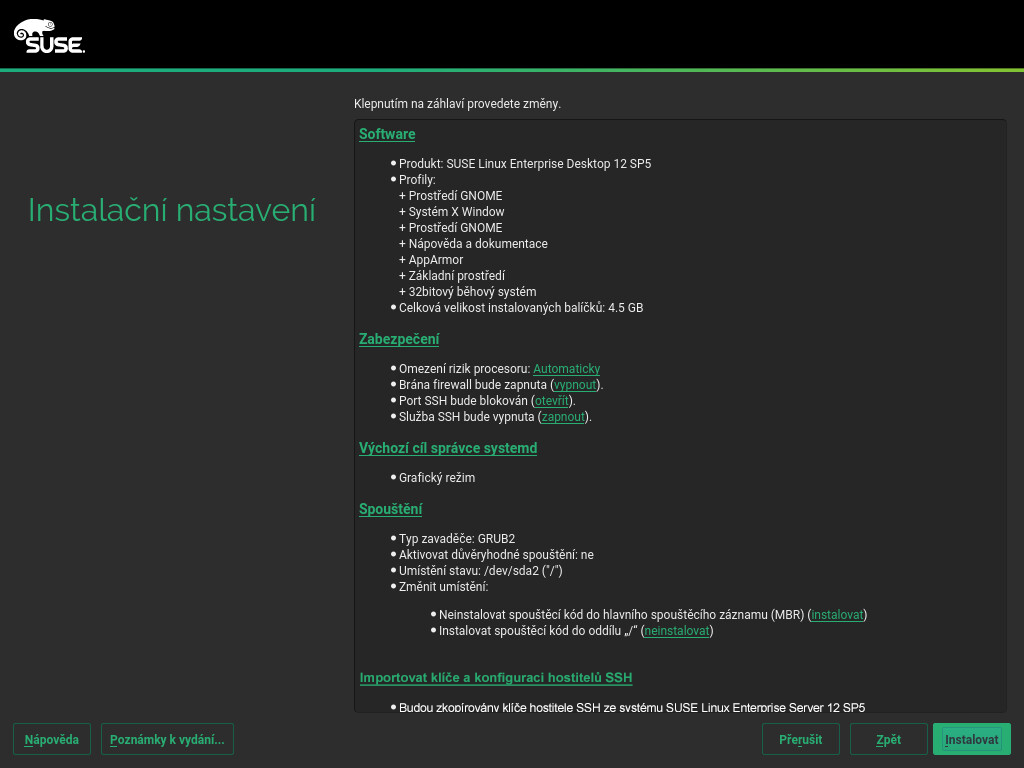 SUSE.
Klepnutím na záhlaví provedete změny.
Instalační nastavení
Software
Produkt: SUSE Linux Enterprise Desktop 12 SP5
Profily:
+ Prostředí GNOME
+ Systém X Window
+ Prostředí GNOME
+ Nápověda a dokumentace
+ AppArmor
+ Základní prostředí
+ 32bitový běhový systém
Celková velikost instalovaných balíčků: 4.5 GB
Zabezpečení
Omezení rizik procesoru: Automaticky
Brána firewall bude zapnuta (vypnout).
Port SSH bude blokován (otevřít).
Služba SSH bude vypnuta (zapnout).
Výchozí cíl správce systemd
Grafický režim
Spouštění
Typ zavaděče: GRUB2
Aktivovat důvěryhodné spouštění: ne
Umístění stavu: /dev/sda2 ("/")
Změnit umístění:
Neinstalovat spouštěcí kód do hlavního spouštěcího záznamu (MBR) (instalovat)
Instalovat spouštěcí kód do oddílu „/“ (neinstalovat)
Importovat klíče a konfiguraci hostitelů SSH
Budou zkopírovány klíče hostitele SSH ze systému SUSE Linux Enterprise Server 12 SP5
Nápověda
Poznámky k vydání...
Přerušit
Zpět
Instalovat